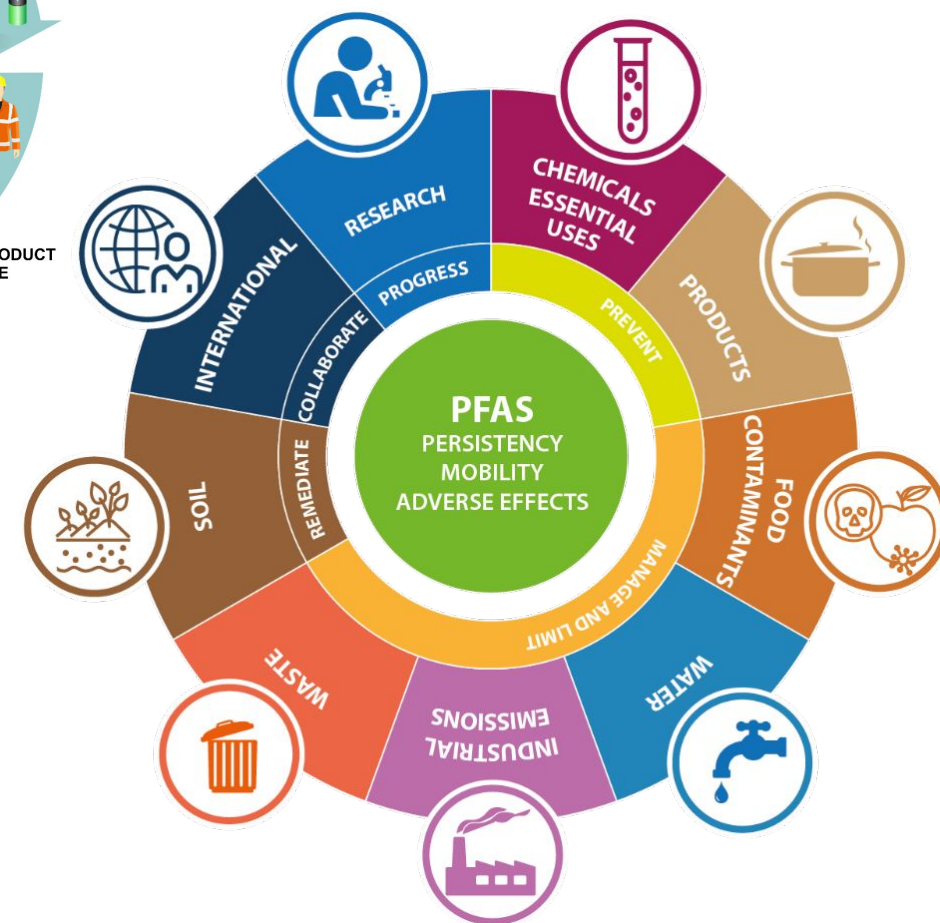 RESEARCH
PROGRESS
CHEMICALS
ESSENTIAL
USES
PREVENT
PRODUCTS
FOOD
CONTAMINANTS
MANAGE AND LIMIT
WATER
INDUSTRIAL
EMISSIONS
WASTE
SOIL
REMEDIATE
INTERNATIONAL
COLLABORATE
PFAS
PERSISTENCY
MOBILITY
ADVERSE EFFECTS